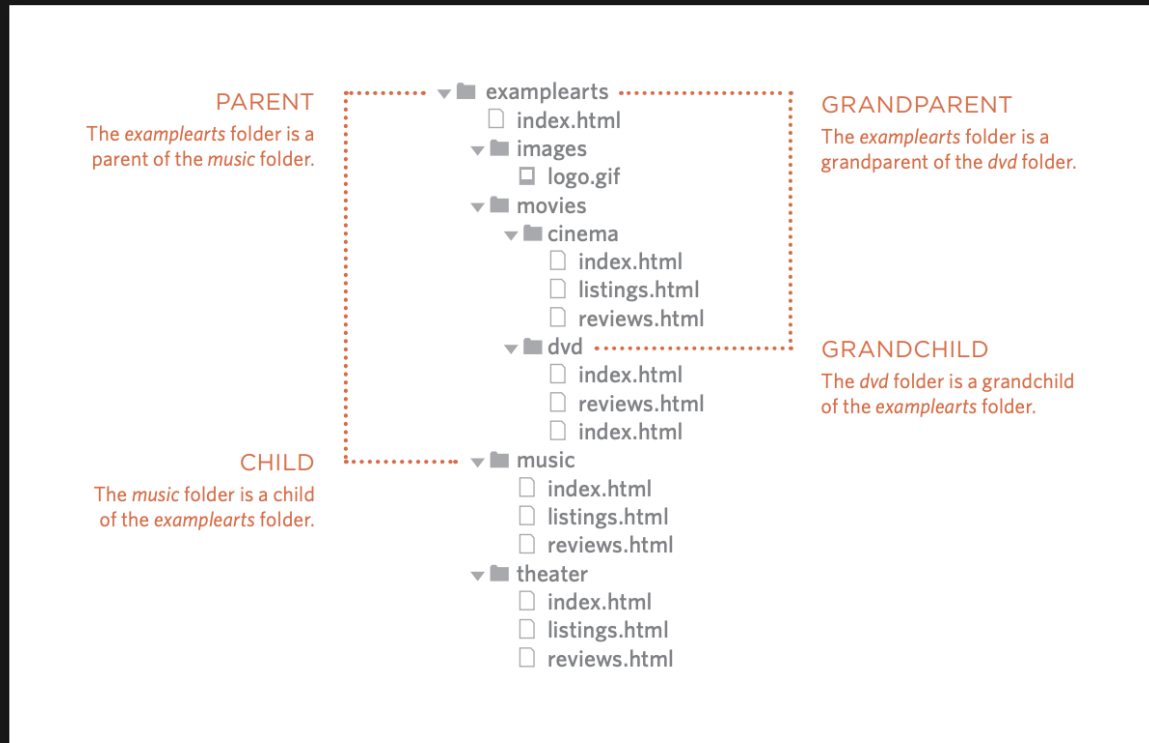 PARENT
The examplearts folder is a
parent of the music folder.
examplearts
index.html
images
logo.gif
movies
cinema
index.html
listings.html
reviews.html
dvd
index.html
reviews.html
index.html
music
index.html
listings.html
reviews.html
theater
index.html
listings.html
reviews.html
GRANDPARENT
The examplearts folder is a
grandparent of the dvd folder.
GRANDCHILD
The dvd folder is a grandchild
of the examplearts folder.
CHILD
The music folder is a child
of the examplearts folder.